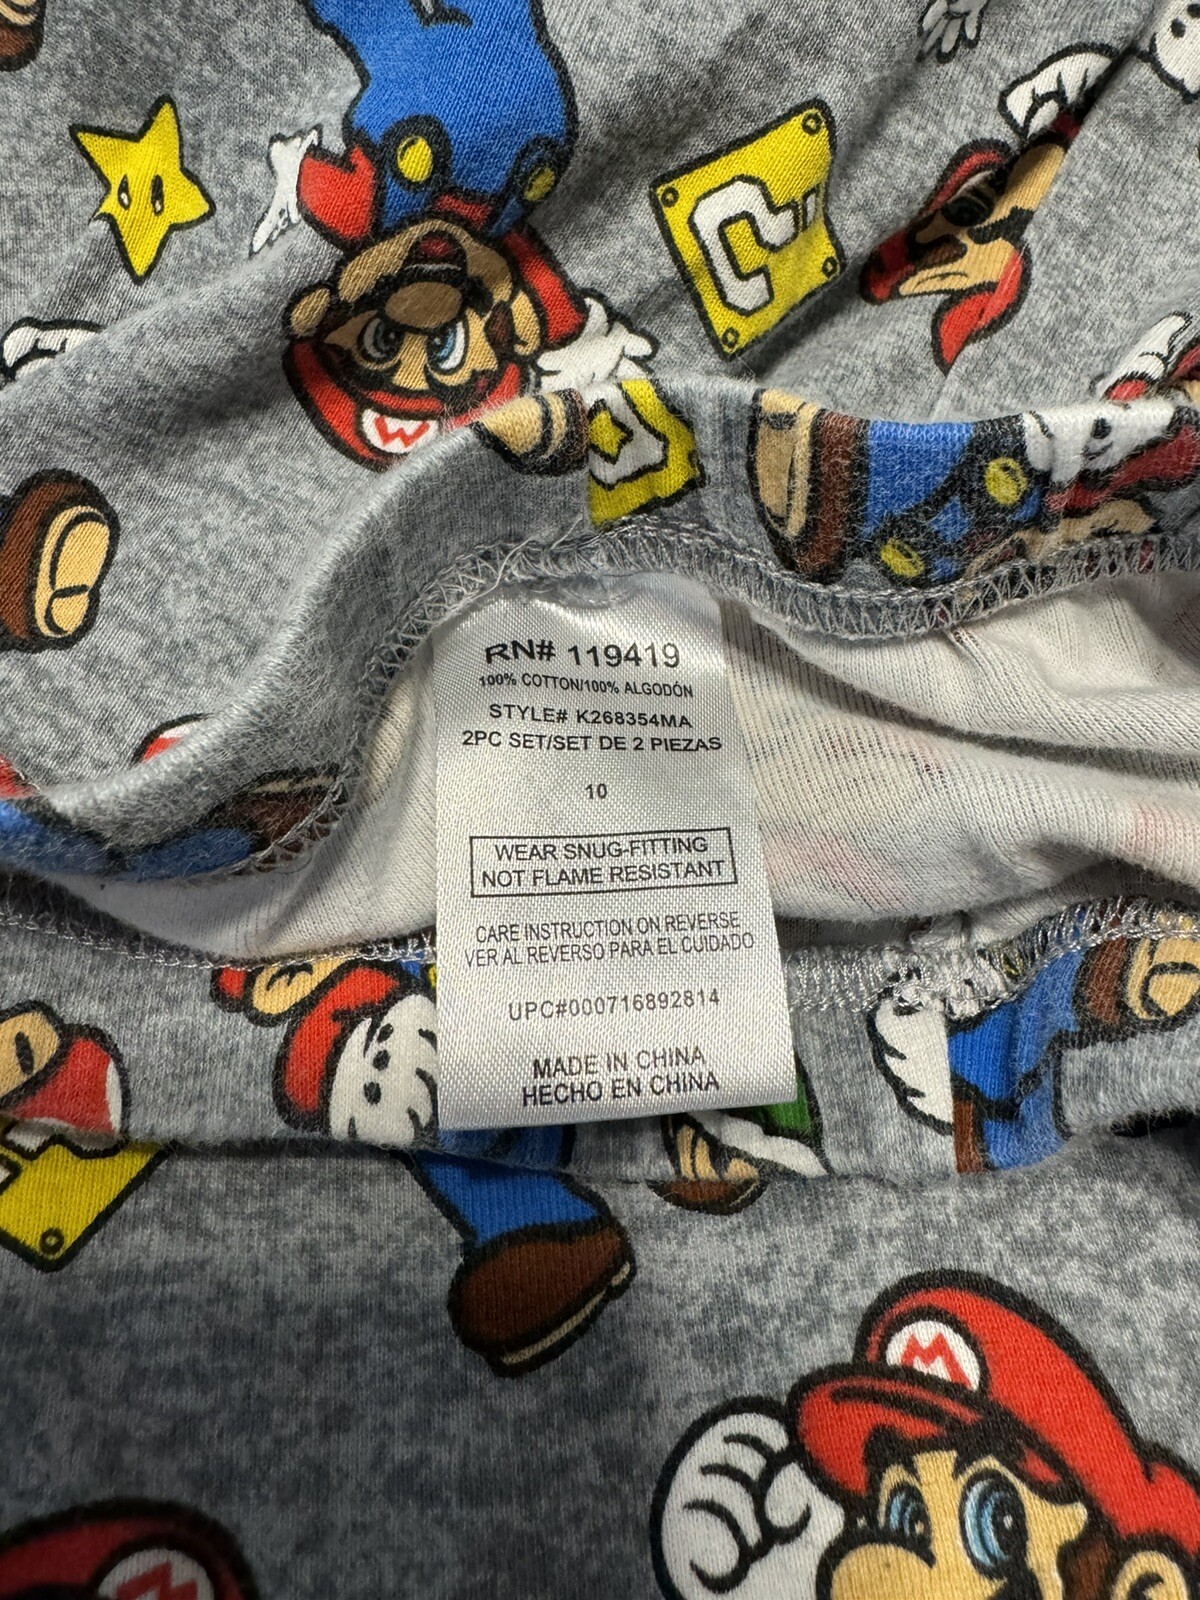 RN# 119419
100% COTTON/100% ALGODÓN
STYLE# K268354MA
2PC SET/SET DE 2 PIEZAS
10
WEAR SNUG-FITTING
NOT FLAME RESISTANT
CARE INSTRUCTION ON REVERSE
VER AL REVERSO PARA EL CUIDADO
UPC#000716892814
MADE IN CHINA
HECHO EN CHINA
M
M
M